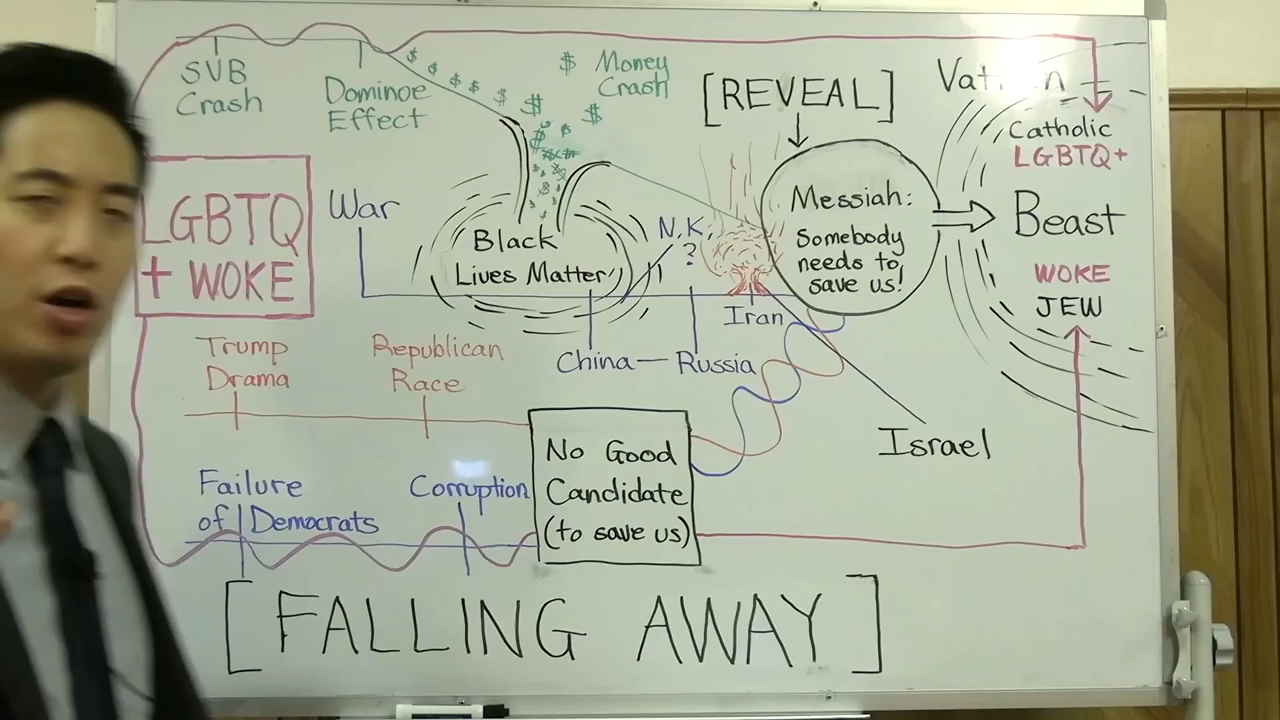 SVB
Crash
Dominoe
Effect
$ $ $ $ $ $
$ Money
Crash
$
[REVEAL]
Catholic
LGBTQ+
Beast
WOKE
JEW
LGBTQ
+ WOKE
War
Black
Lives Matter
N.K.
?
Messiah:
Somebody
needs to
save us!
Iran
China — Russia
Israel
Trump
Drama
Republican
Race
Failure
of Democrats
Corruption
No Good
Candidate
(to save us)
[FALLING AWAY]